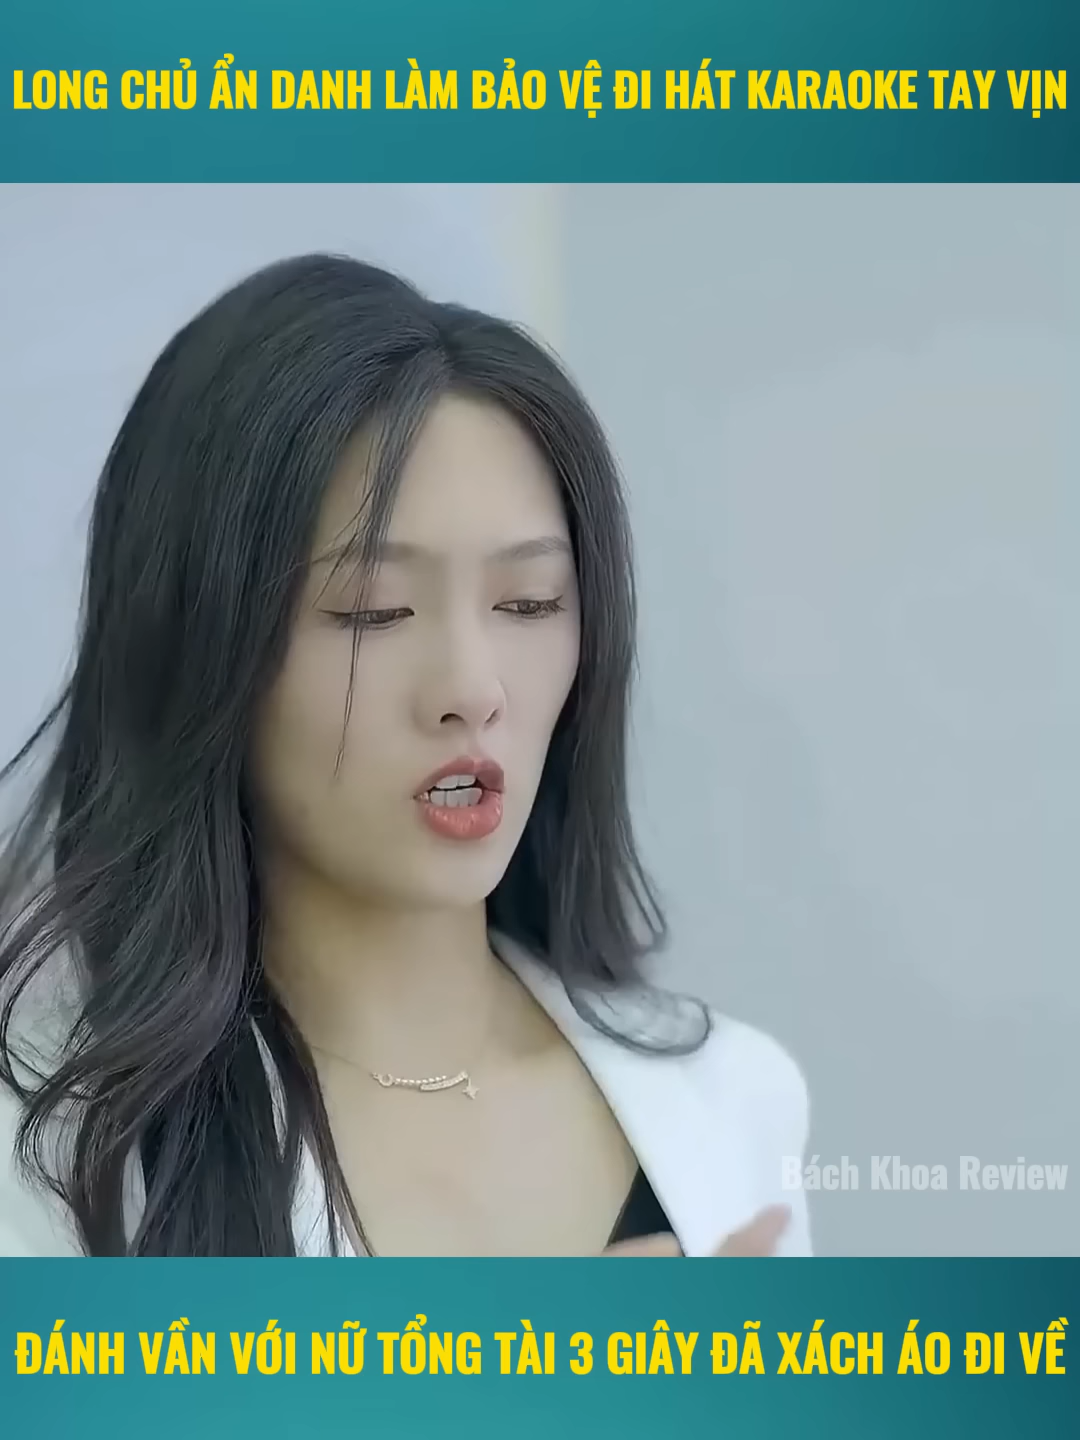 LONG CHỦ ẨN DANH LÀM BẢO VỆ ĐI HÁT KARAOKE TAY VỊN
Bách Khoa Review
ĐÁNH VẦN VỚI NỮ TỔNG TÀI 3 GIÂY ĐÃ XÁCH ÁO ĐI VỀ